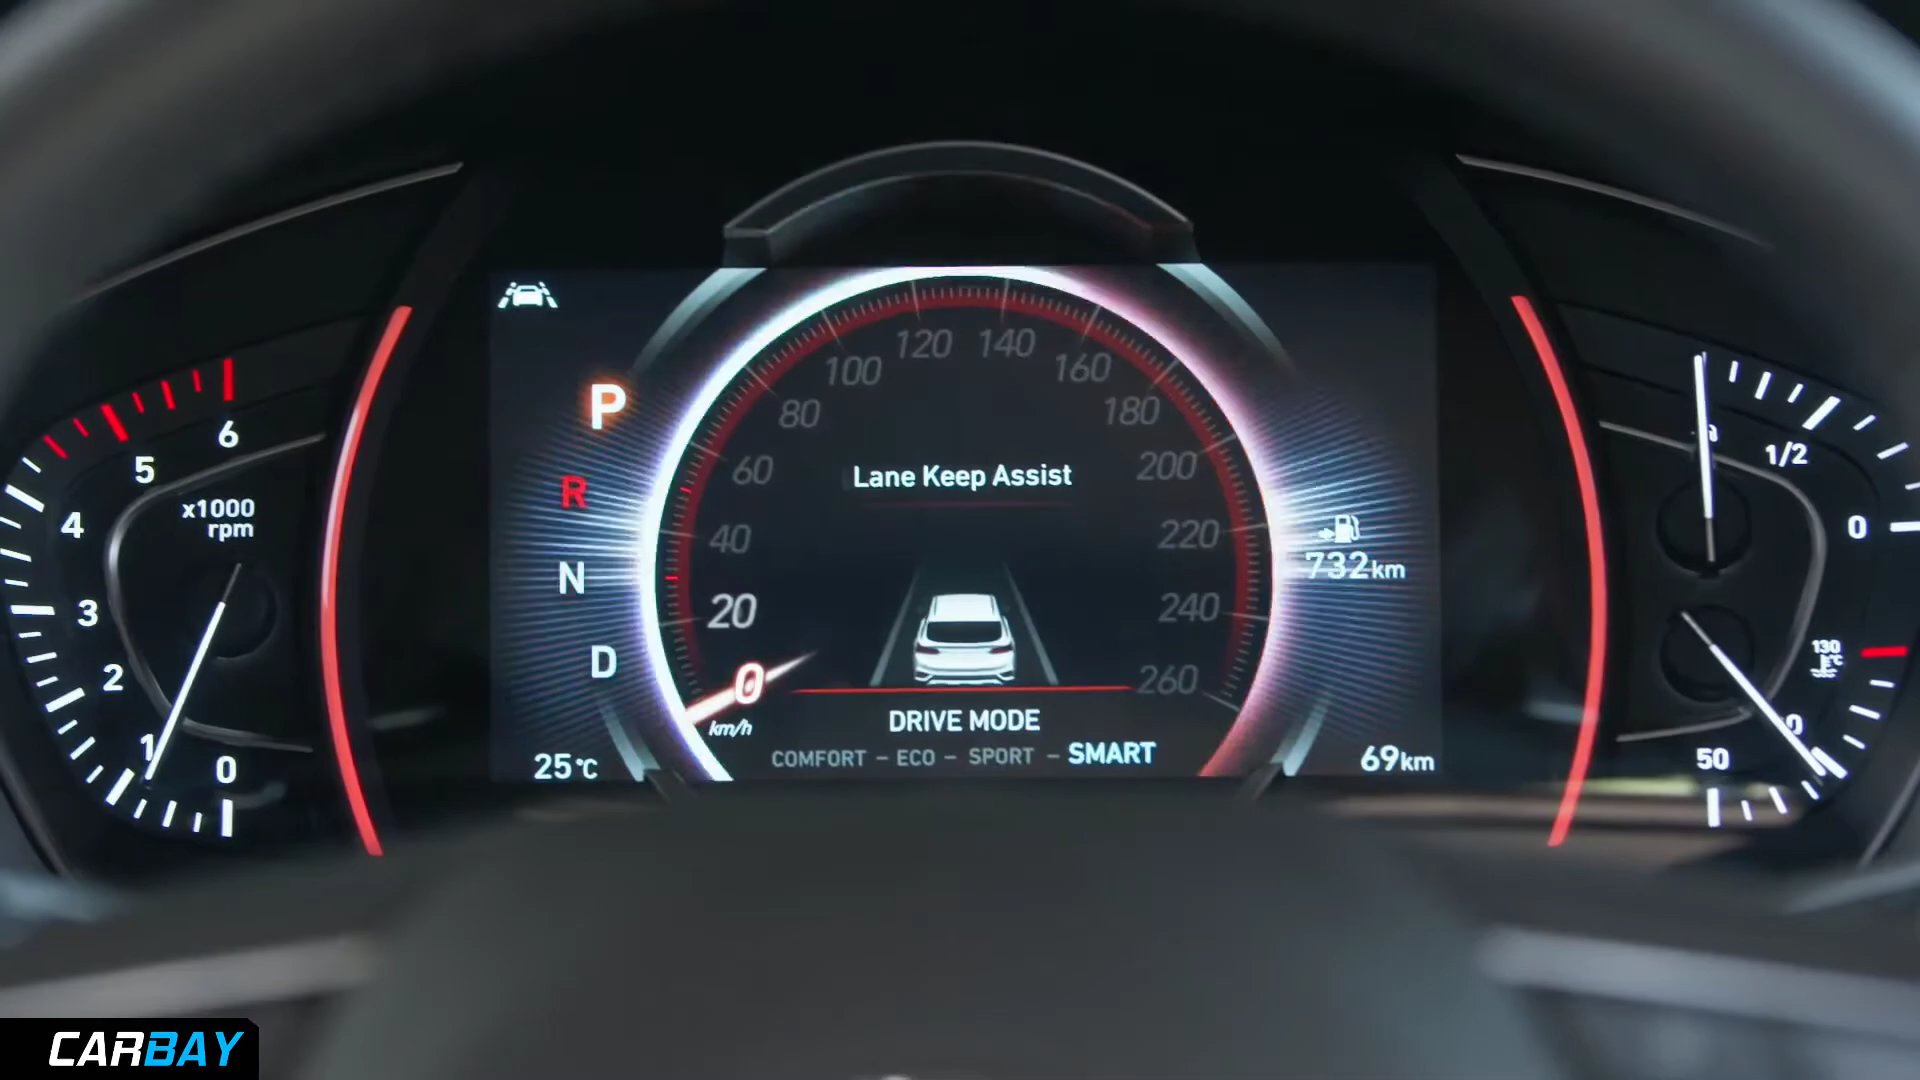 120 140
100 160
80 180
60 200
40 220
20 240
0 260
km/h
P
R
N
D
Lane Keep Assist
DRIVE MODE
COMFORT – ECO – SPORT – SMART
25°C
732km
69km
6
5
4
3
2
1
0
x1000
rpm
1/2
0
130
°C
50
CARBAY